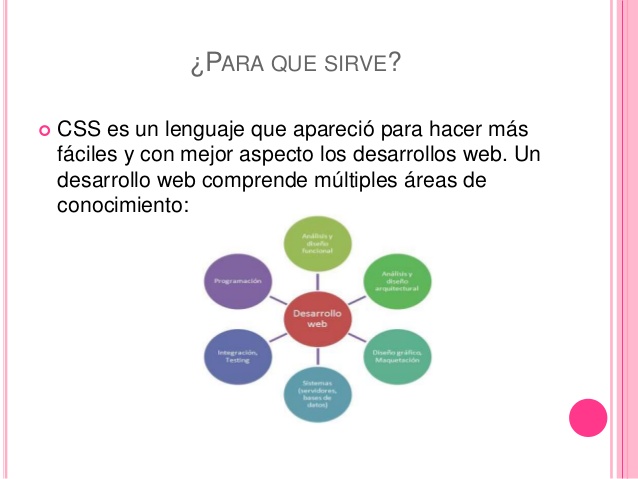 ¿PARA QUE SIRVE?
CSS es un lenguaje que apareció para hacer más
fáciles y con mejor aspecto los desarrollos web. Un
desarrollo web comprende múltiples áreas de
conocimiento:
Análisis y
diseño
funcional
Análisis y
diseño
arquitectural
Diseño gráfico,
Maquetación
Sistemas
(servidores,
bases de
datos)
Integración,
Testing
Programación
Desarrollo
web